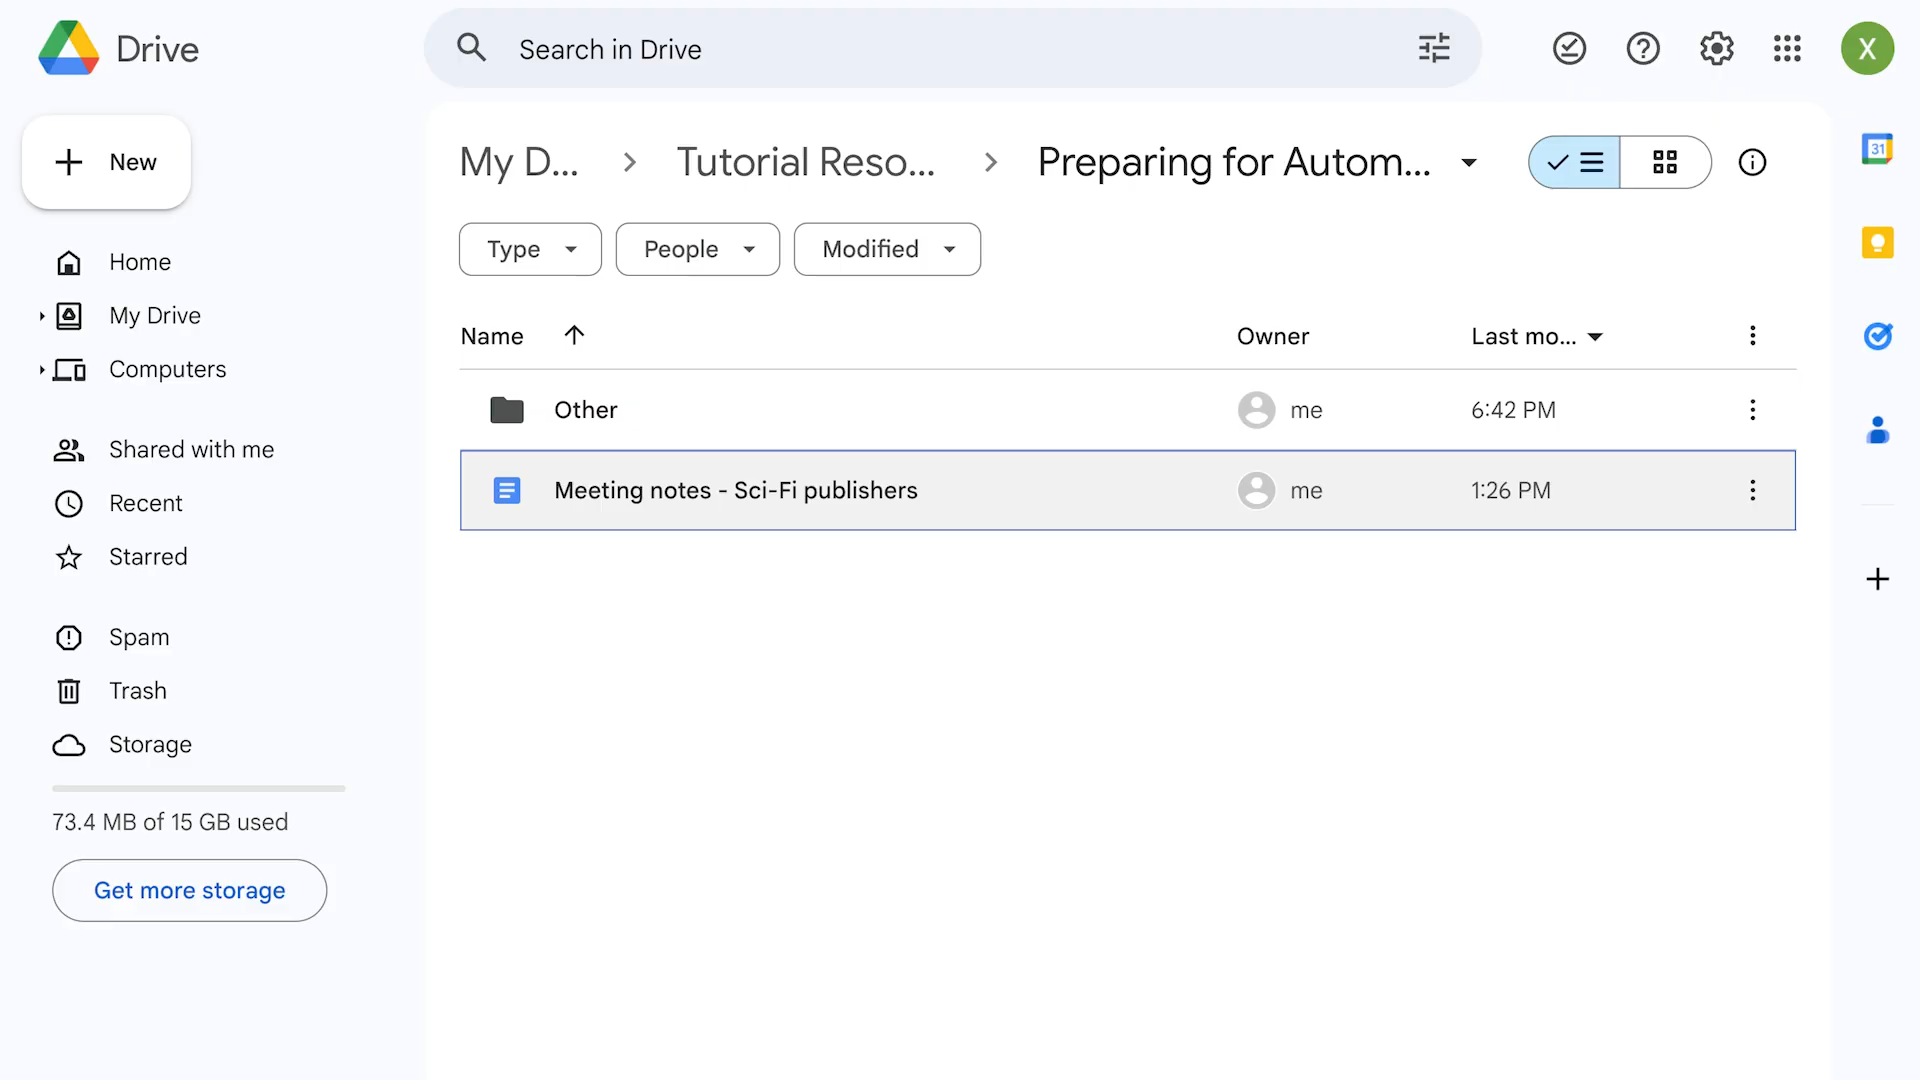 Drive
Search in Drive
X
New
My D... > Tutorial Reso... > Preparing for Autom...
31
Type People Modified
Home
My Drive
Computers
Name Owner Last mo...
Other me 6:42 PM
Meeting notes - Sci-Fi publishers me 1:26 PM
Shared with me
Recent
Starred
Spam
Trash
Storage
73.4 MB of 15 GB used
Get more storage